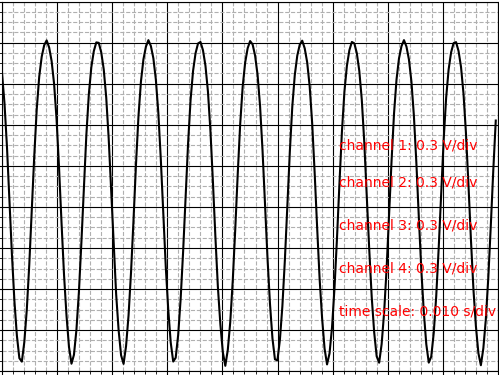 channel 1: 0.3 V/div
channel 2: 0.3 V/div
channel 3: 0.3 V/div
channel 4: 0.3 V/div
time scale: 0.010 s/div